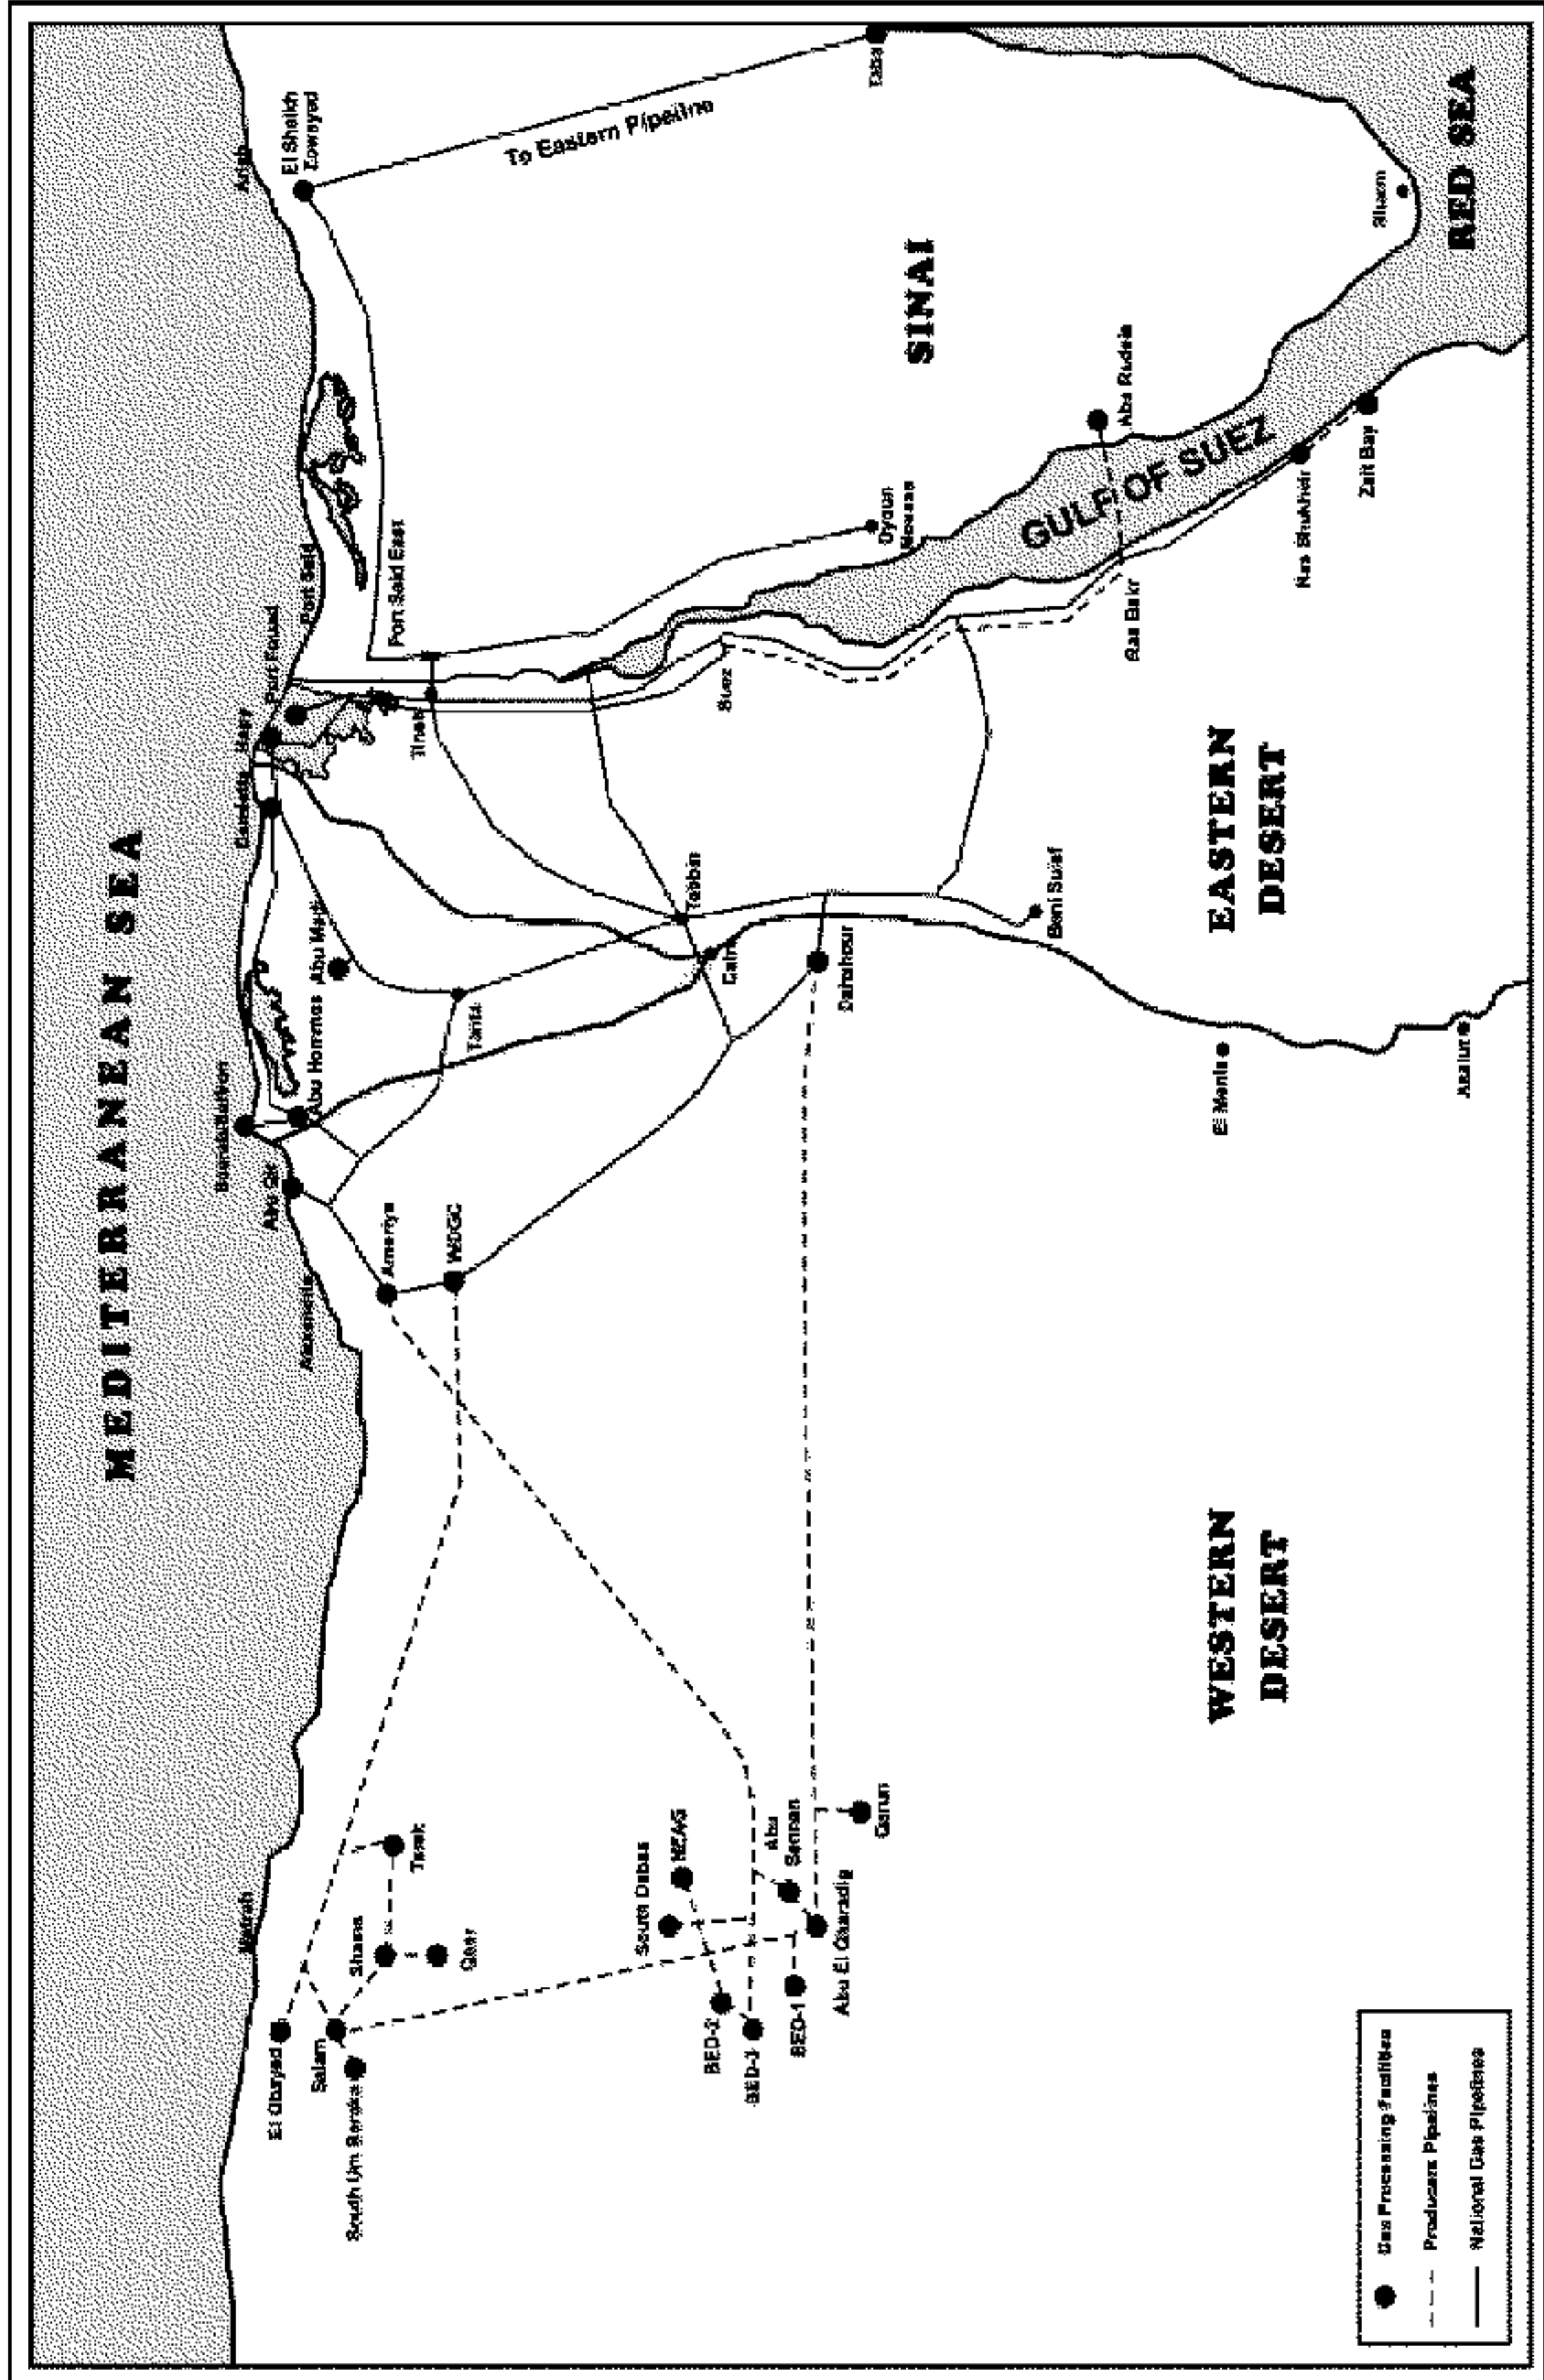 MEDITERRANEAN SEA
El Obayed
Salam
South Um Baraka
Matrah
Shams
Qasr
Tarek
BED-2
BED-3
BED-1
South Dabaa
NEAG
Abu
Sannan
Abu El Gharadig
Qarun
Alexandria
Abu Qir
Ameriya
WDGC
Abu Hommos
Abu Madi
Tanta
Cairo
Tebbin
Dahshour
Beni Suief
El Menia
Assiut
Damietta
Port Fouad
Port Said
Port Said East
Suez
Oyoun
Mousa
Arish
El Sheikh
Zowayed
To Eastern Pipeline
Taba
SINAI
Abu Rudeis
GULF OF SUEZ
Ras Bakr
Ras Shukheir
Zeit Bay
Sharm
RED SEA
WESTERN
DESERT
EASTERN
DESERT
Gas Processing Facilities
Producers Pipelines
National Gas Pipelines